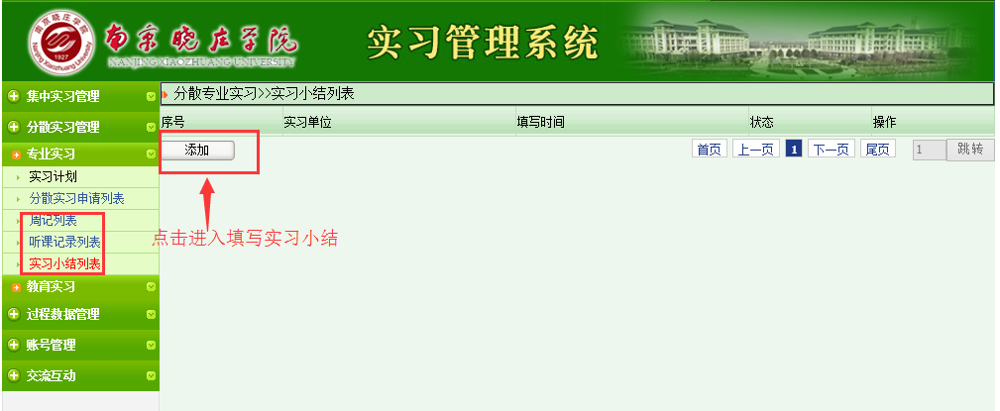 南京晓庄学院
NANJING XIAOZHUANG UNIVERSITY
1927
实习管理系统
集中实习管理
分散实习管理
专业实习
实习计划
分散实习申请列表
周记列表
听课记录列表
实习小结列表
教育实习
过程数据管理
账号管理
交流互动
分散专业实习>>实习小结列表
序号 实习单位 填写时间 状态 操作
添加
首页 上一页 1 下一页 尾页 1 跳转
点击进入填写实习小结